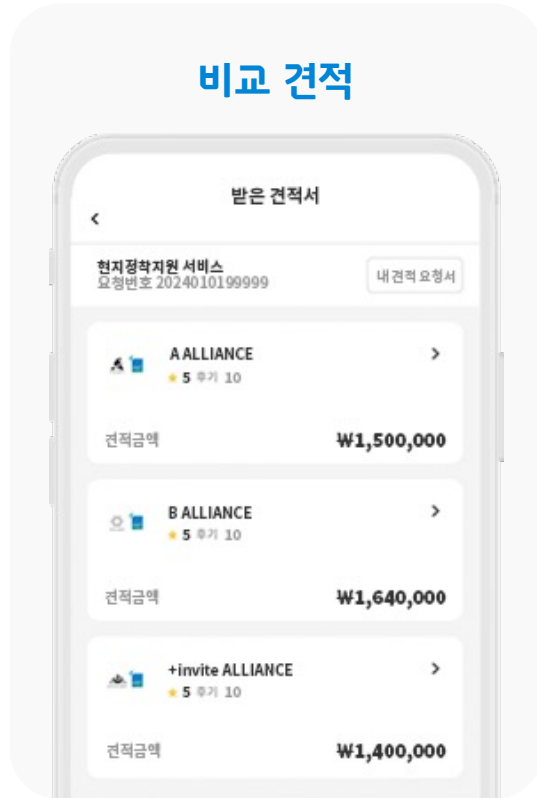 비교 견적
받은 견적서
현지정착지원 서비스
요청번호 2024010199999
내 견적 요청서
A ALLIANCE
5 후기 10
견적금액
₩1,500,000
B ALLIANCE
5 후기 10
견적금액
₩1,640,000
+invite ALLIANCE
5 후기 10
견적금액
₩1,400,000